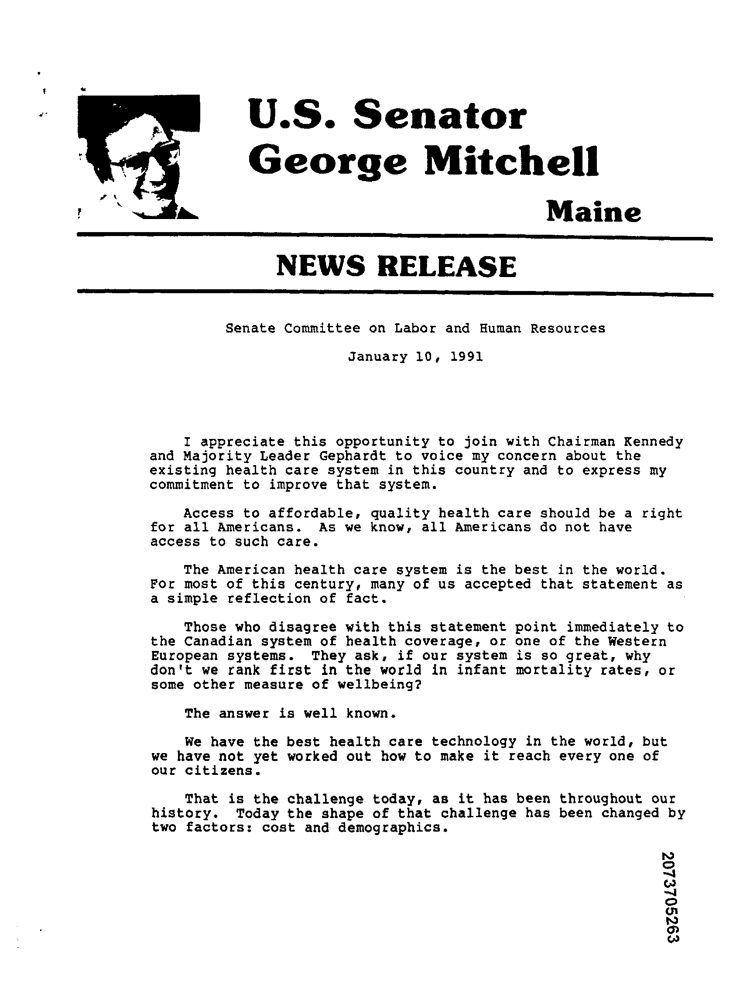 U.S. Senator
George Mitchell
Maine
NEWS RELEASE
Senate Committee on Labor and Human Resources
January 10, 1991
I appreciate this opportunity to join with Chairman Kennedy
and Majority Leader Gephardt to voice my concern about the
existing health care system in this country and to express my
commitment to improve that system.
Access to affordable, quality health care should be a right
for all Americans. As we know, all Americans do not have
access to such care.
The American health care system is the best in the world.
For most of this century, many of us accepted that statement as
a simple reflection of fact.
Those who disagree with this statement point immediately to
the Canadian system of health coverage, or one of the Western
European systems. They ask, if our system is so great, why
don't we rank first in the world in infant mortality rates, or
some other measure of wellbeing?
The answer is well known.
We have the best health care technology in the world, but
we have not yet worked out how to make it reach every one of
our citizens.
That is the challenge today, as it has been throughout our
history. Today the shape of that challenge has been changed by
two factors: cost and demographics.
2073705263